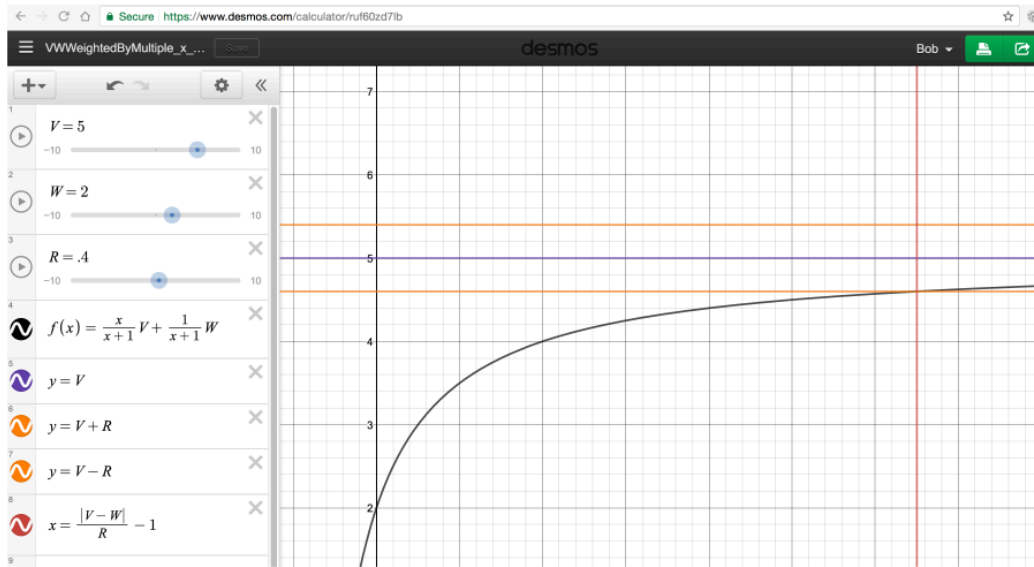 Secure https://www.desmos.com/calculator/ruf60zd7lb
VWWeightedByMultiple_x_... Save desmos Bob
1
V = 5
-10 10
2
W = 2
-10 10
3
R = .4
-10 10
4
f(x) = x/(x+1) V + 1/(x+1) W
5
y = V
6
y = V + R
7
y = V − R
8
x = |V − W|/R − 1
9
7
6
5
4
3
2